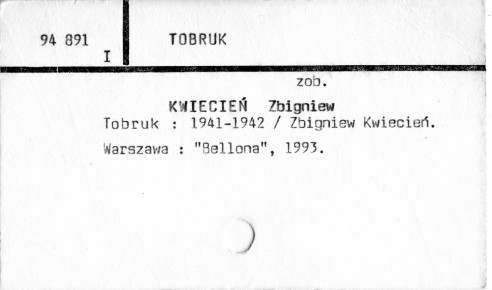 94 891
I
TOBRUK
zob.
KWIECIEŃ Zbigniew
Tobruk : 1941-1942 / Zbigniew Kwiecień.
Warszawa : "Bellona", 1993.